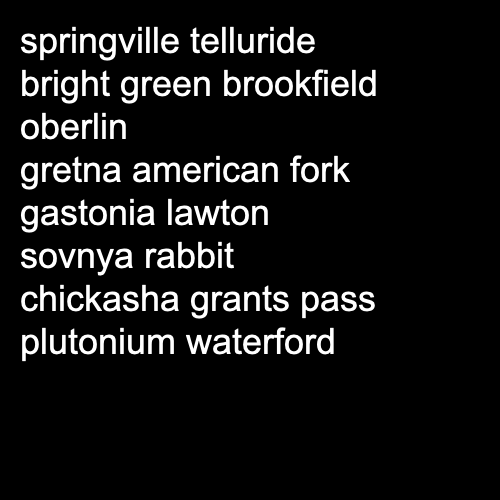 springville telluride
bright green brookfield
oberlin
gretna american fork
gastonia lawton
sovnya rabbit
chickasha grants pass
plutonium waterford